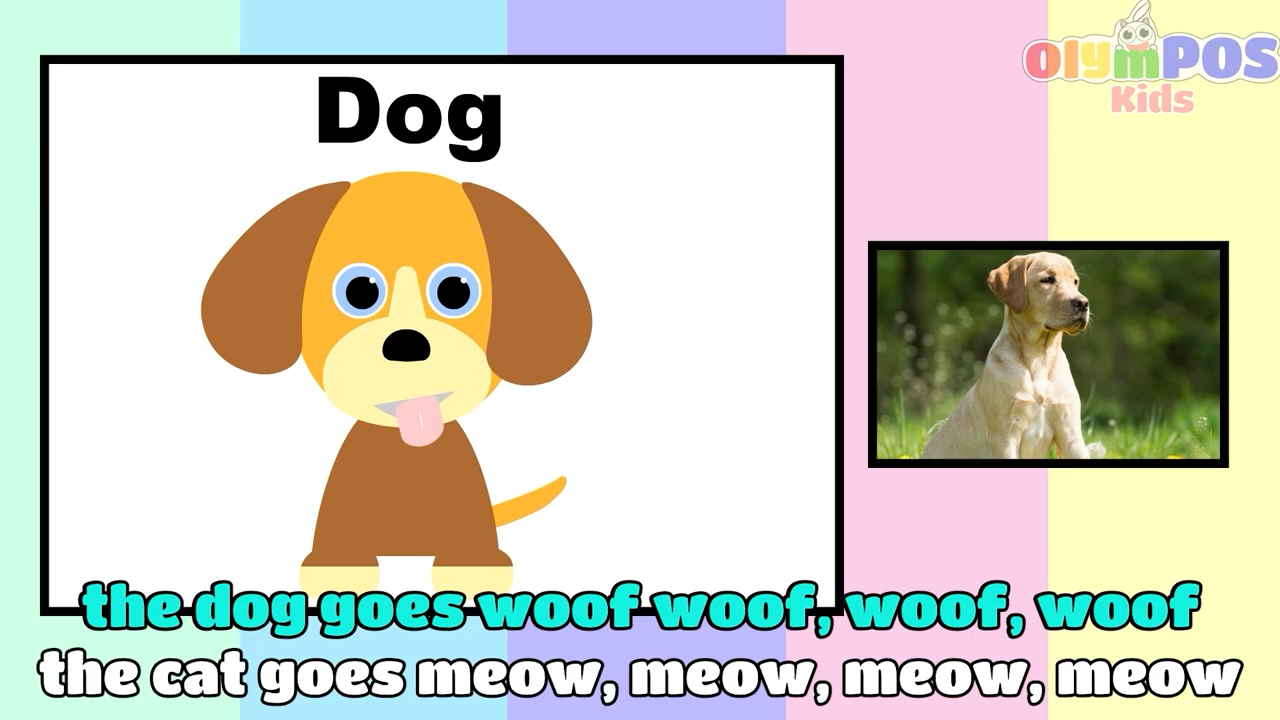 OlymPOS
Kids
Dog
the dog goes woof woof, woof, woof
the cat goes meow, meow, meow, meow